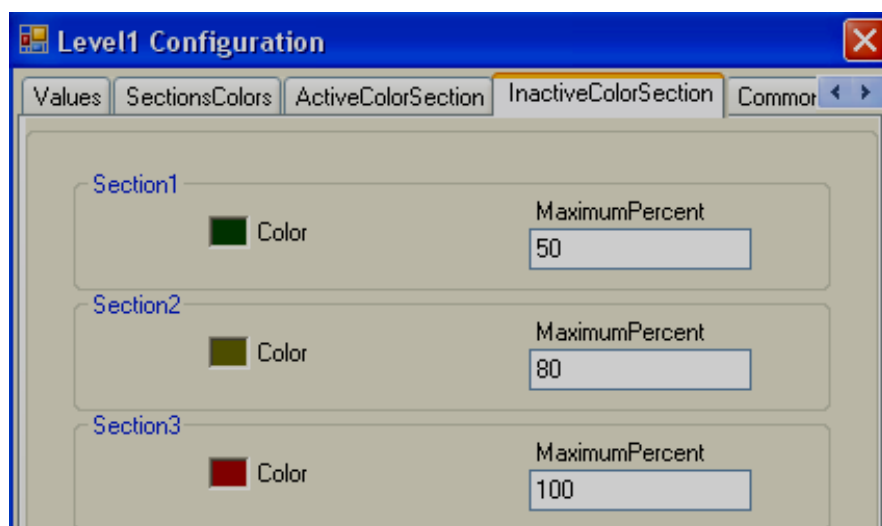 Level1 Configuration
Values SectionsColors ActiveColorSection InactiveColorSection
Section1
Color
MaximumPercent
50
Section2
Color
MaximumPercent
80
Section3
Color
MaximumPercent
100